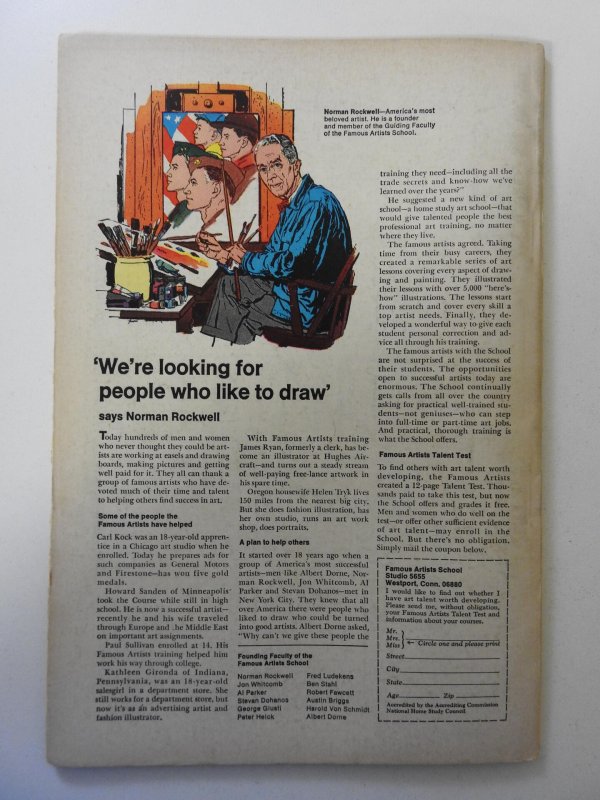 Norman Rockwell—America's most
beloved artist. He is a founder
and member of the Guiding Faculty
of the Famous Artists School.
'We're looking for
people who like to draw'
says Norman Rockwell
Today hundreds of men and women
who never thought they could be art-
ists are working at easels and drawing
boards, making pictures and getting
well paid for it. They all can thank a
group of famous artists who have de-
voted much of their time and talent
to helping others find success in art.
Some of the people the
Famous Artists have helped
Carl Kock was an 18-year-old appren-
tice in a Chicago art studio when he
enrolled. Today he prepares ads for
such companies as General Motors
and Firestone—has won five gold
medals.
Howard Sanden of Minneapolis
took the Course while still in high
school. He is now a successful artist—
recently he and his wife traveled
through Europe and he Middle East
on important art assignments.
Paul Sullivan enrolled at 14. His
Famous Artists training helped him
work his way through college.
Kathleen Gironda of Indiana,
Pennsylvania, was an 18-year-old
salesgirl in a department store. She
still works for a department store, but
now it's as an advertising artist and
fashion illustrator.
With Famous Artists training
James Ryan, formerly a clerk, has be-
come an illustrator at Hughes Air-
craft—and turns out a steady stream
of well-paying free-lance artwork in
his spare time.
Oregon housewife Helen Tryk lives
150 miles from the nearest big city.
But she does fashion illustration, has
her own studio, runs an art work
shop, does portraits.
A plan to help others
It started over 18 years ago when a
group of America's most successful
artists—men like Albert Dorne, Nor-
man Rockwell, Jon Whitcomb, Al
Parker and Stevan Dohanos—met in
New York City. They knew that all
over America there were people who
liked to draw who could be turned
into good artists. Albert Dorne asked,
"Why can't we give these people the
Founding Faculty of the
Famous Artists School
Norman Rockwell
Jon Whitcomb
Al Parker
Stevan Dohanos
George Giusti
Peter Helck
Fred Ludekens
Ben Stahl
Robert Fawcett
Austin Briggs
Harold Von Schmidt
Albert Dorne
training they need—including all the
trade secrets and know-how we've
learned over the years?"
He suggested a new kind of art
school—a home study art school—that
would give talented people the best
professional art training, no matter
where they live.
The famous artists agreed. Taking
time from their busy careers, they
created a remarkable series of art
lessons covering every aspect of draw-
ing and painting. They illustrated
their lessons with over 5,000 "here's-
how" illustrations. The lessons start
from scratch and cover every skill a
top artist needs. Finally, they de-
veloped a wonderful way to give each
student personal correction and ad-
vice all through his training.
The famous artists with the School
are not surprised at the success of
their students. The opportunities
open to successful artists today are
enormous. The School continually
gets calls from all over the country
asking for practical well-trained stu-
dents—not geniuses—who can step
into full-time or part-time art jobs.
And practical, thorough training is
what the School offers.
Famous Artists Talent Test
To find others with art talent worth
developing, the Famous Artists
created a 12-page Talent Test. Thou-
sands paid to take this test, but now
the School offers and grades it free.
Men and women who do well on the
test—or offer other sufficient evidence
of art talent—may enroll in the
School. But there's no obligation.
Simply mail the coupon below.
Famous Artists School
Studio 5655
Westport, Conn. 06880
I would like to find out whether I
have art talent worth developing.
Please send me, without obligation,
your Famous Artists Talent Test and
information about your courses.
Mr.
Mrs.
Miss
Circle one and please print
Street
City
State
Age Zip
Accredited by the Accrediting Commission
National Home Study Council